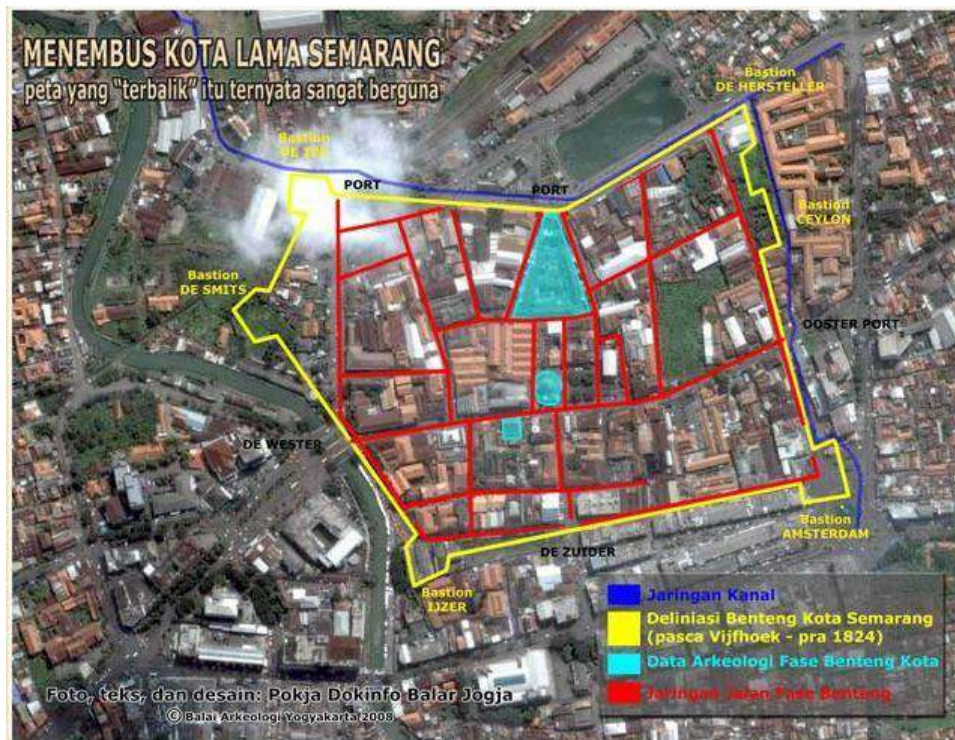 MENEMBUS KOTA LAMA SEMARANG
peta yang "terbalik" itu ternyata sangat berguna
Bastion
DE HERSTELLER
Bastion
PORT
PORT
Bastion
CEYLON
Bastion
DE SMITS
OOSTER PORT
DE WESTER
DE ZUIDER
Bastion
AMSTERDAM
Bastion
IJZER
Jaringan Kanal
Deliniasi Benteng Kota Semarang
(pasca Vijfhoek - pra 1824)
Data Arkeologi Fase Benteng Kota
Jaringan Jalan Fase Benteng
Foto, teks, dan desain: Pokja Dokinfo Balar Jogja
© Balai Arkeologi Yogyakarta 2008